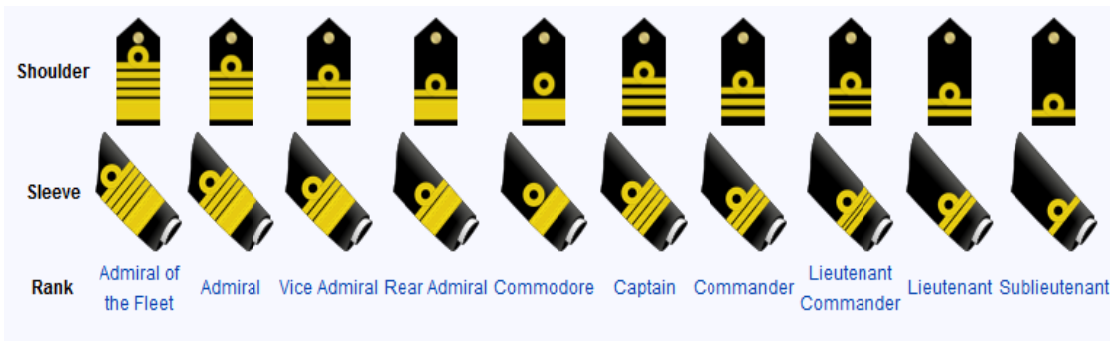 Shoulder
Sleeve
Rank
Admiral of
the Fleet
Admiral
Vice Admiral
Rear Admiral
Commodore
Captain
Commander
Lieutenant
Commander
Lieutenant
Sublieutenant